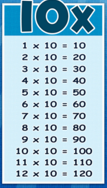 10x
1 x 10 = 10
2 x 10 = 20
3 x 10 = 30
4 x 10 = 40
5 x 10 = 50
6 x 10 = 60
7 x 10 = 70
8 x 10 = 80
9 x 10 = 90
10 x 10 = 100
11 x 10 = 110
12 x 10 = 120